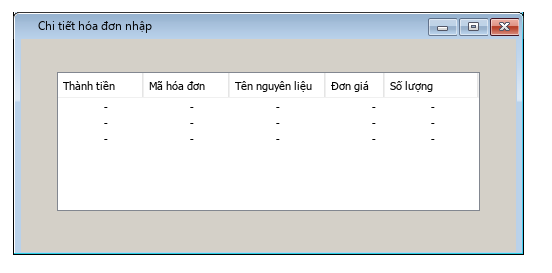 Chi tiết hóa đơn nhập
Thành tiền Mã hóa đơn Tên nguyên liệu Đơn giá Số lượng
- - - - -
- - - - -
- - - - -